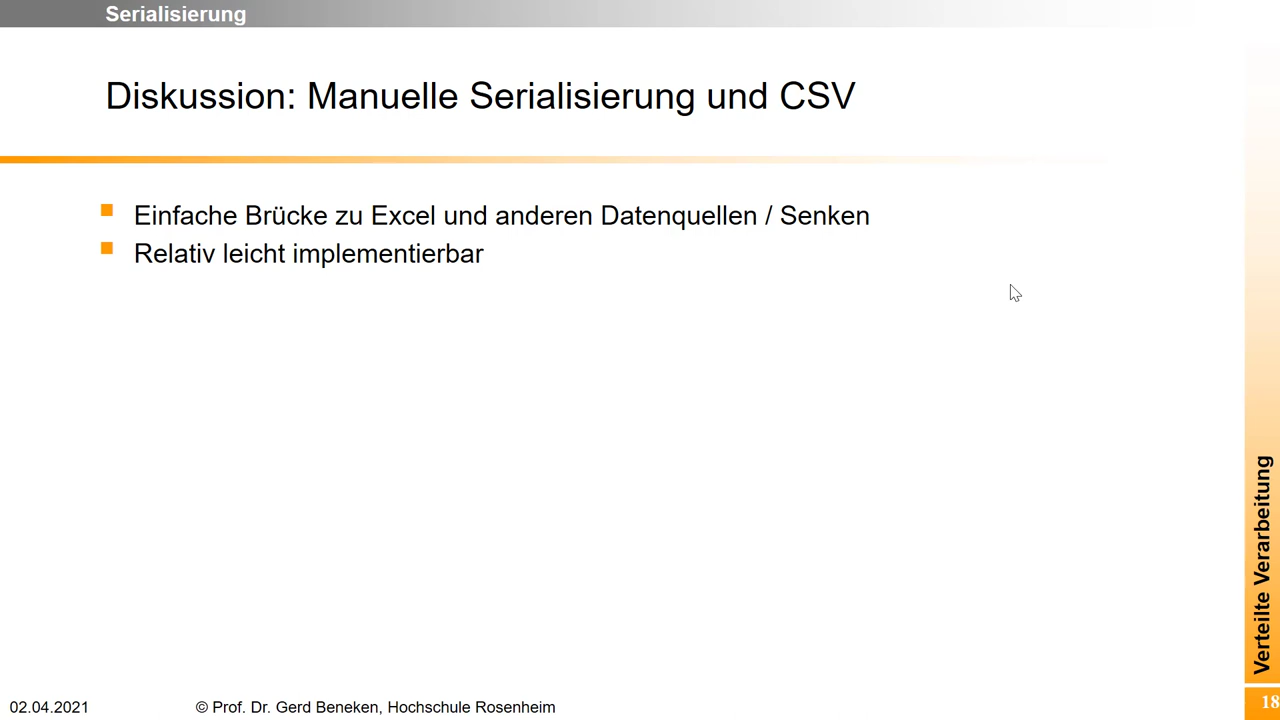 Serialisierung
Diskussion: Manuelle Serialisierung und CSV
Einfache Brücke zu Excel und anderen Datenquellen / Senken
Relativ leicht implementierbar
Verteilte Verarbeitung
02.04.2021
© Prof. Dr. Gerd Beneken, Hochschule Rosenheim
18